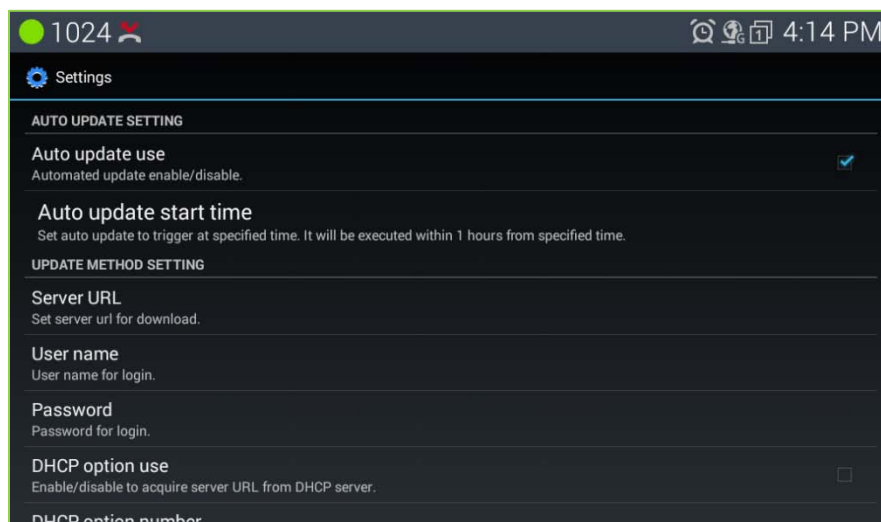 1024 4:14 PM
Settings
AUTO UPDATE SETTING
Auto update use
Automated update enable/disable.
Auto update start time
Set auto update to trigger at specified time. It will be executed within 1 hours from specified time.
UPDATE METHOD SETTING
Server URL
Set server url for download.
User name
User name for login.
Password
Password for login.
DHCP option use
Enable/disable to acquire server URL from DHCP server.
DHCP option number